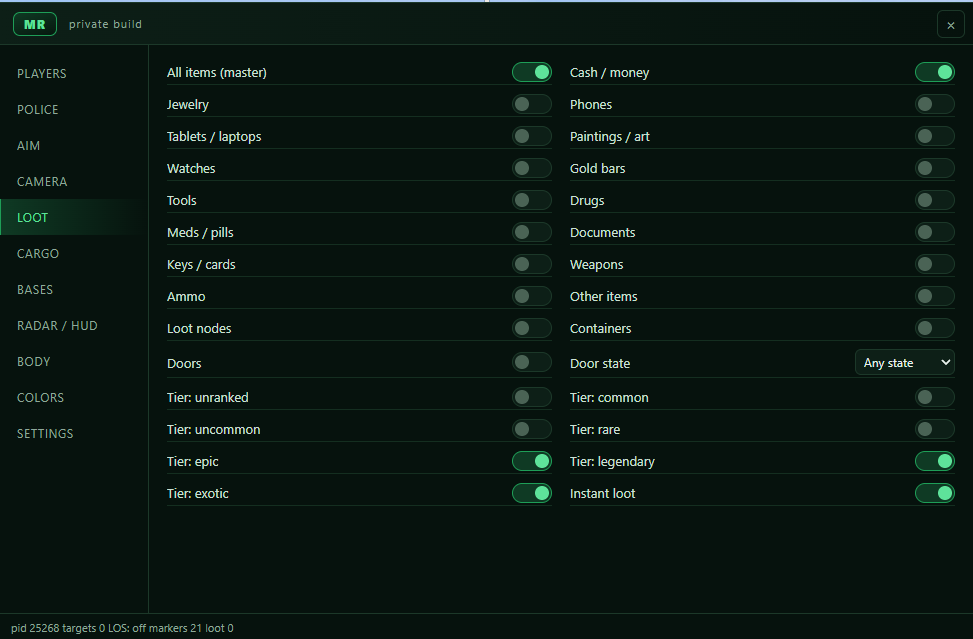 MR private build ×
PLAYERS
POLICE
AIM
CAMERA
LOOT
CARGO
BASES
RADAR / HUD
BODY
COLORS
SETTINGS
All items (master) Cash / money
Jewelry Phones
Tablets / laptops Paintings / art
Watches Gold bars
Tools Drugs
Meds / pills Documents
Keys / cards Weapons
Ammo Other items
Loot nodes Containers
Doors Door state Any state
Tier: unranked Tier: common
Tier: uncommon Tier: rare
Tier: epic Tier: legendary
Tier: exotic Instant loot
pid 25268 targets 0 LOS: off markers 21 loot 0